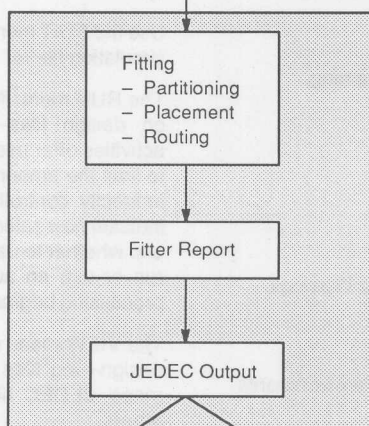 Fitting
– Partitioning
– Placement
– Routing
Fitter Report
JEDEC Output